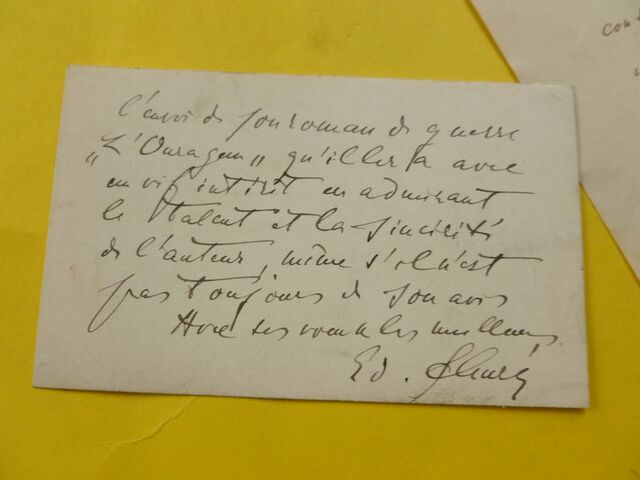 l'envoi de son roman de guerre
„L'Ouragan„ qu'il lira avec
un vif intérêt en admirant
le talent et la sincérité
de l'auteur, même s'il n'est
pas toujours de son avis
Avec ses vœux les meilleurs
Ed.
con